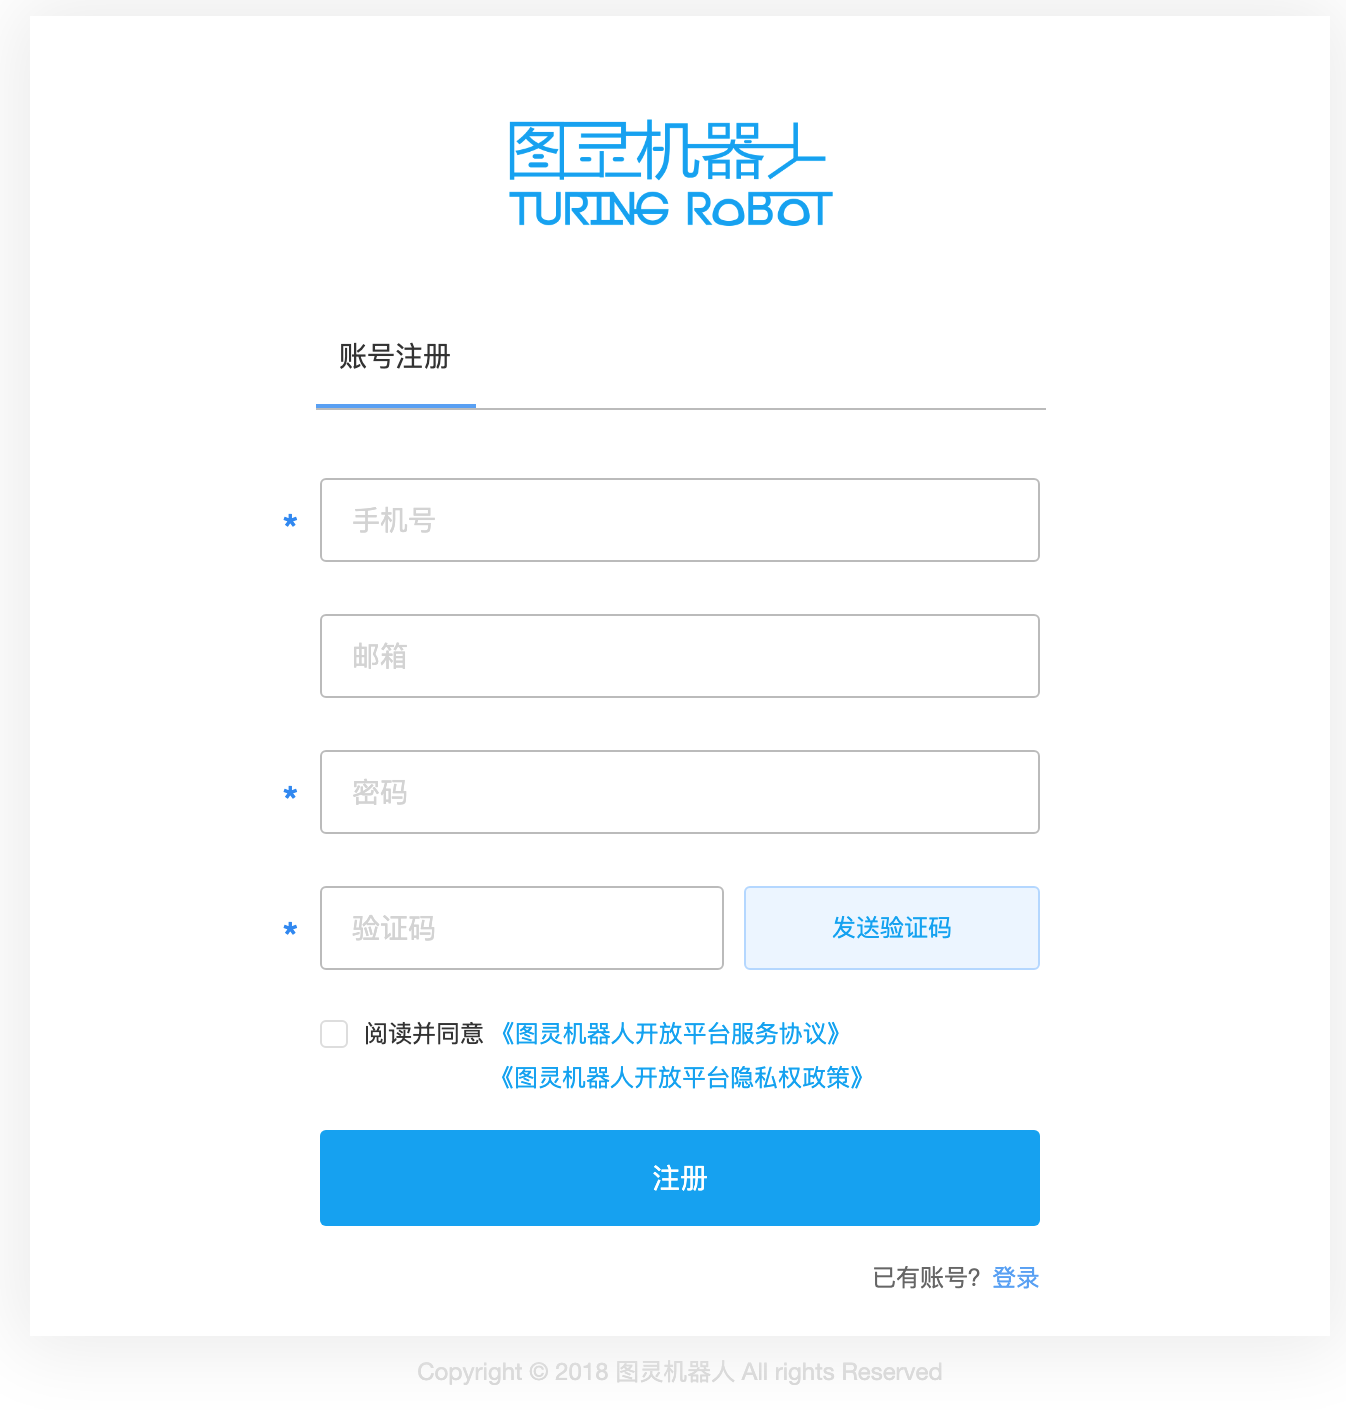 图灵机器人
TURING ROBOT
账号注册
* 手机号
邮箱
* 密码
* 验证码 发送验证码
阅读并同意 《图灵机器人开放平台服务协议》
《图灵机器人开放平台隐私权政策》
注册
已有账号? 登录
Copyright © 2018 图灵机器人 All rights Reserved